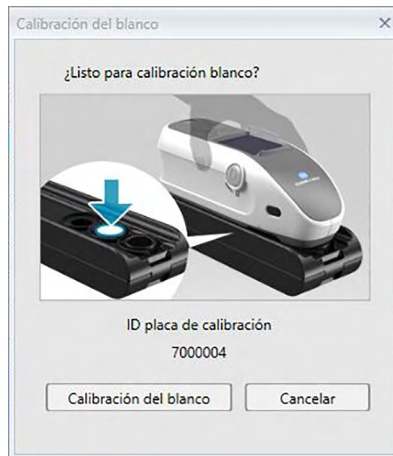 Calibración del blanco
¿Listo para calibración blanco?
ID placa de calibración
7000004
Calibración del blanco
Cancelar